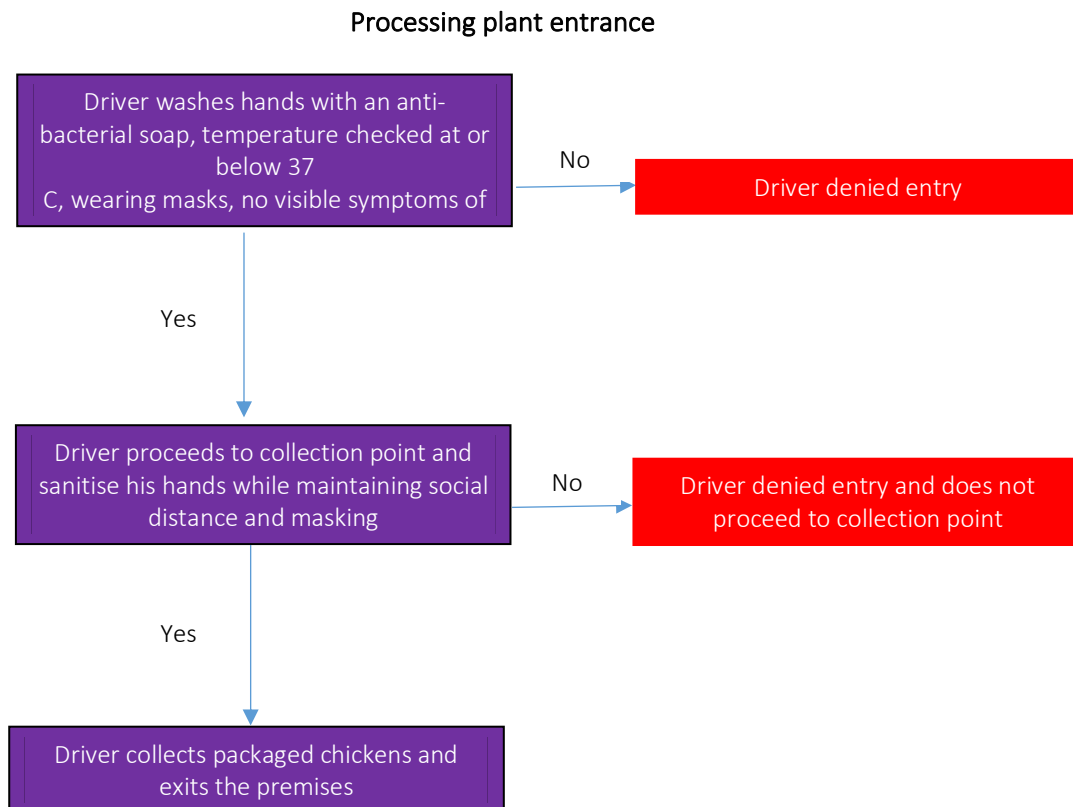 Processing plant entrance
Driver washes hands with an anti-
bacterial soap, temperature checked at or
below 37
C, wearing masks, no visible symptoms of
No
Driver denied entry
Yes
Driver proceeds to collection point and
sanitise his hands while maintaining social
distance and masking
No
Driver denied entry and does not
proceed to collection point
Yes
Driver collects packaged chickens and
exits the premises